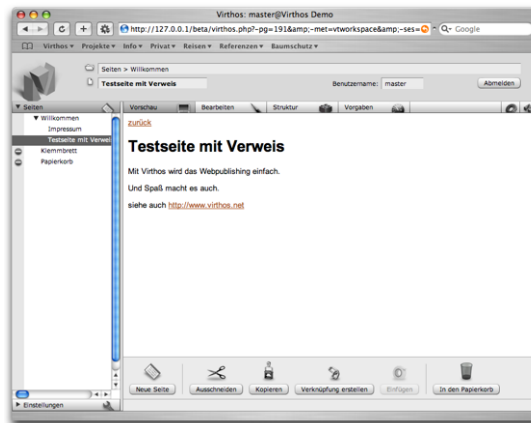 Virthos: master@Virthos Demo
http://127.0.0.1/beta/virthos.php?-pg=191&amp;-met=vtworkspace&amp;-ses=
Google
Virthos Projekte Info Privat Reisen Referenzen Baumschutz
Seiten > Willkommen
Testseite mit Verweis
Benutzername: master
Abmelden
Seiten
Vorschau Bearbeiten Struktur Vorgaben
Willkommen
Impressum
Testseite mit Verweis
Klemmbrett
Papierkorb
zurück
Testseite mit Verweis
Mit Virthos wird das Webpublishing einfach.
Und Spaß macht es auch.
siehe auch http://www.virthos.net
Neue Seite Ausschneiden Kopieren Verknüpfung erstellen Einfügen In den Papierkorb
Einstellungen